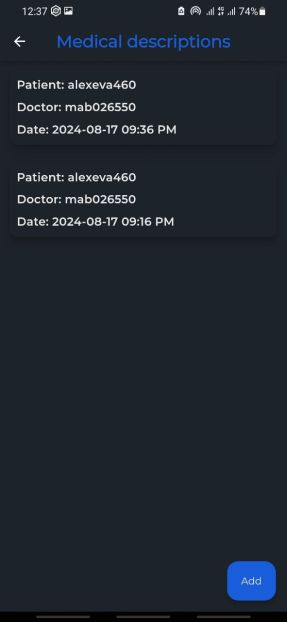 12:37
74%
Medical descriptions
Patient: alexeva460
Doctor: mab026550
Date: 2024-08-17 09:36 PM
Patient: alexeva460
Doctor: mab026550
Date: 2024-08-17 09:16 PM
Add